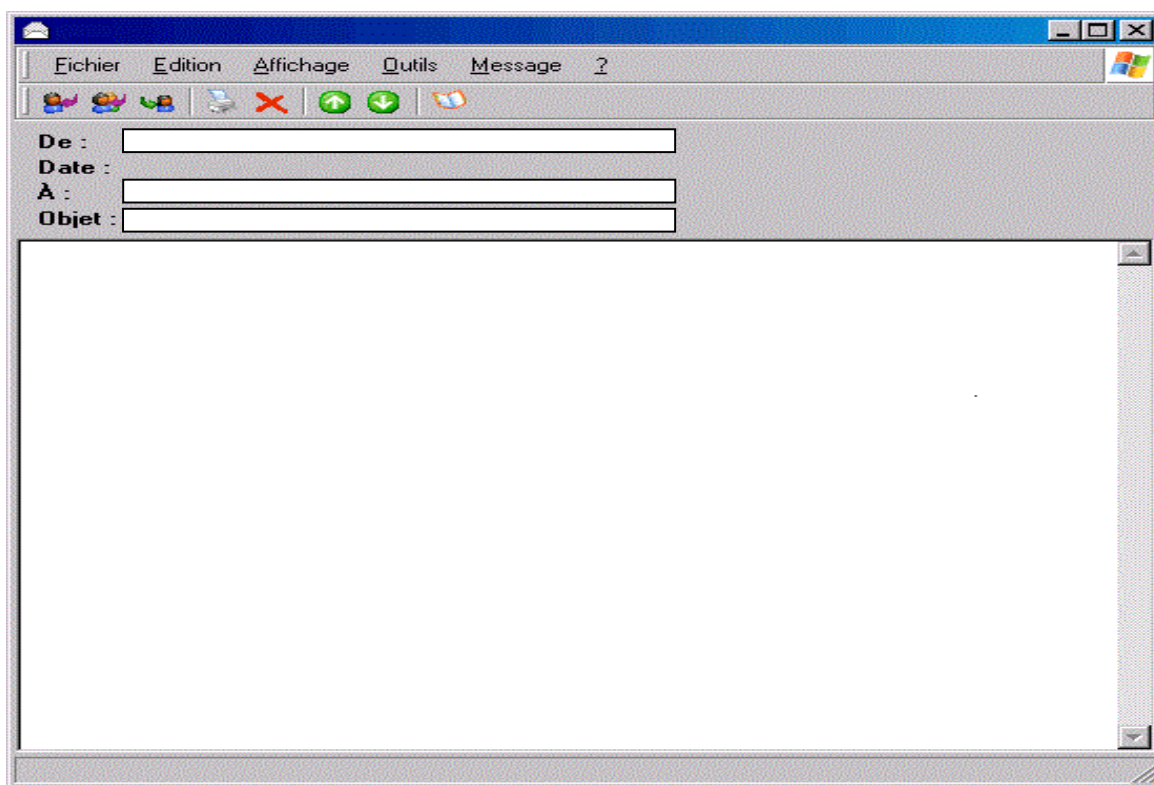 Fichier Edition Affichage Outils Message ?
De :
Date :
À :
Objet :